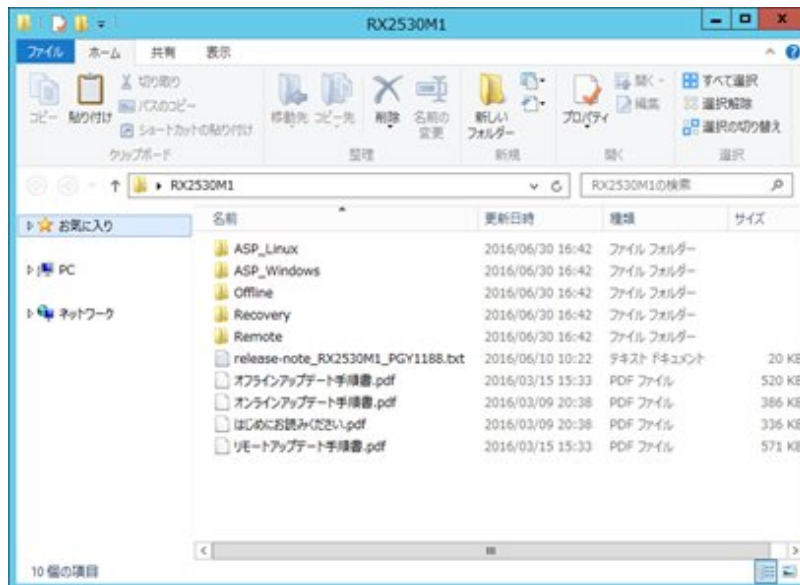 RX2530M1
ファイル ホーム 共有 表示
コピー 貼り付け 切り取り
パスのコピー
ショートカットの貼り付け
クリップボード
移動先 コピー先 削除 名前の変更
整理
新しいフォルダー
新規
プロパティ 開く
編集
開く
すべて選択
選択解除
選択の切り替え
選択
RX2530M1 RX2530M1の検索
お気に入り
PC
ネットワーク
名前 更新日時 種類 サイズ
ASP_Linux 2016/06/30 16:42 ファイル フォルダー
ASP_Windows 2016/06/30 16:42 ファイル フォルダー
Offline 2016/06/30 16:42 ファイル フォルダー
Recovery 2016/06/30 16:42 ファイル フォルダー
Remote 2016/06/30 16:42 ファイル フォルダー
release-note_RX2530M1_PGY1188.txt 2016/06/10 10:22 テキスト ドキュメント 20 KB
オフラインアップデート手順書.pdf 2016/03/15 15:33 PDF ファイル 520 KB
オンラインアップデート手順書.pdf 2016/03/09 20:38 PDF ファイル 386 KB
はじめにお読みください.pdf 2016/03/09 20:38 PDF ファイル 336 KB
リモートアップデート手順書.pdf 2016/03/15 15:33 PDF ファイル 571 KB
10 個の項目